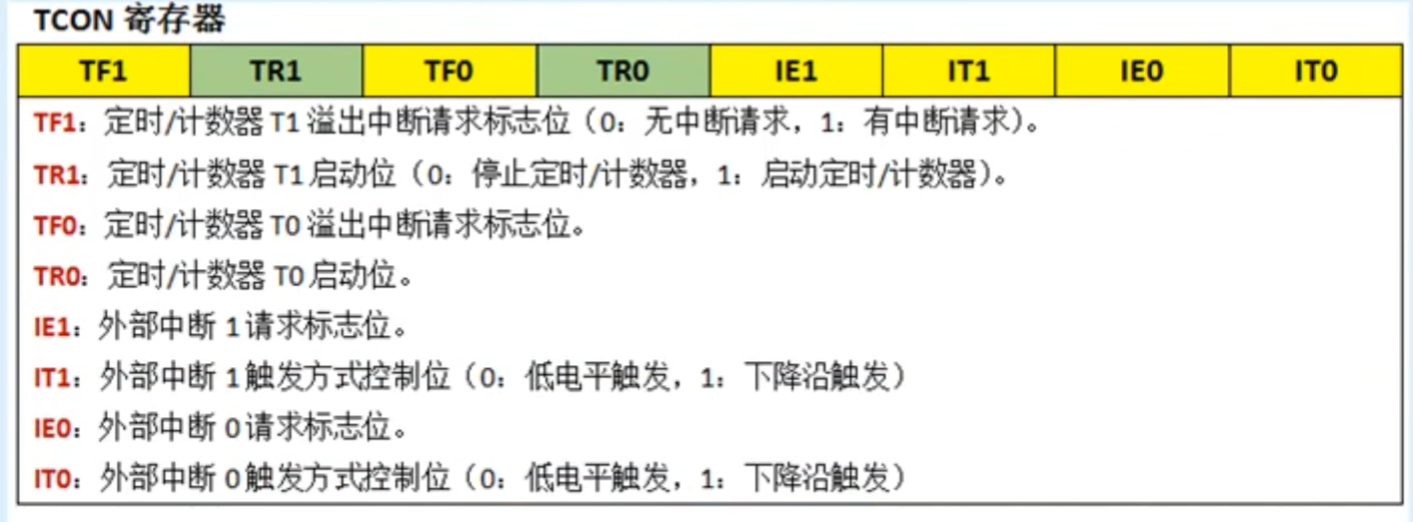 TCON 寄存器
TF1 TR1 TF0 TR0 IE1 IT1 IE0 IT0
TF1：定时/计数器 T1 溢出中断请求标志位（0：无中断请求，1：有中断请求）。
TR1：定时/计数器 T1 启动位（0：停止定时/计数器，1：启动定时/计数器）。
TF0：定时/计数器 T0 溢出中断请求标志位。
TR0：定时/计数器 T0 启动位。
IE1：外部中断 1 请求标志位。
IT1：外部中断 1 触发方式控制位（0：低电平触发，1：下降沿触发）
IE0：外部中断 0 请求标志位。
IT0：外部中断 0 触发方式控制位（0：低电平触发，1：下降沿触发）